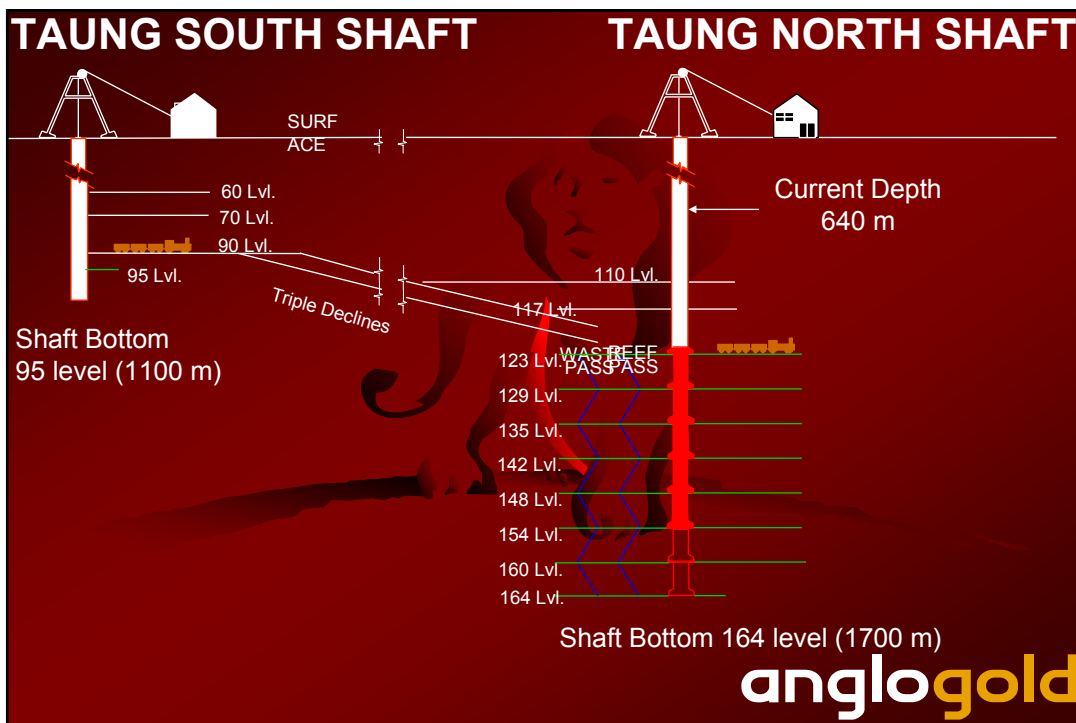 TAUNG SOUTH SHAFT
TAUNG NORTH SHAFT
SURF
ACE
60 Lvl.
70 Lvl.
90 Lvl.
95 Lvl.
Triple Declines
Shaft Bottom
95 level (1100 m)
Current Depth
640 m
110 Lvl.
117 Lvl.
WASTE
PASS
REEF
PASS
123 Lvl.
129 Lvl.
135 Lvl.
142 Lvl.
148 Lvl.
154 Lvl.
160 Lvl.
164 Lvl.
Shaft Bottom 164 level (1700 m)
anglogold